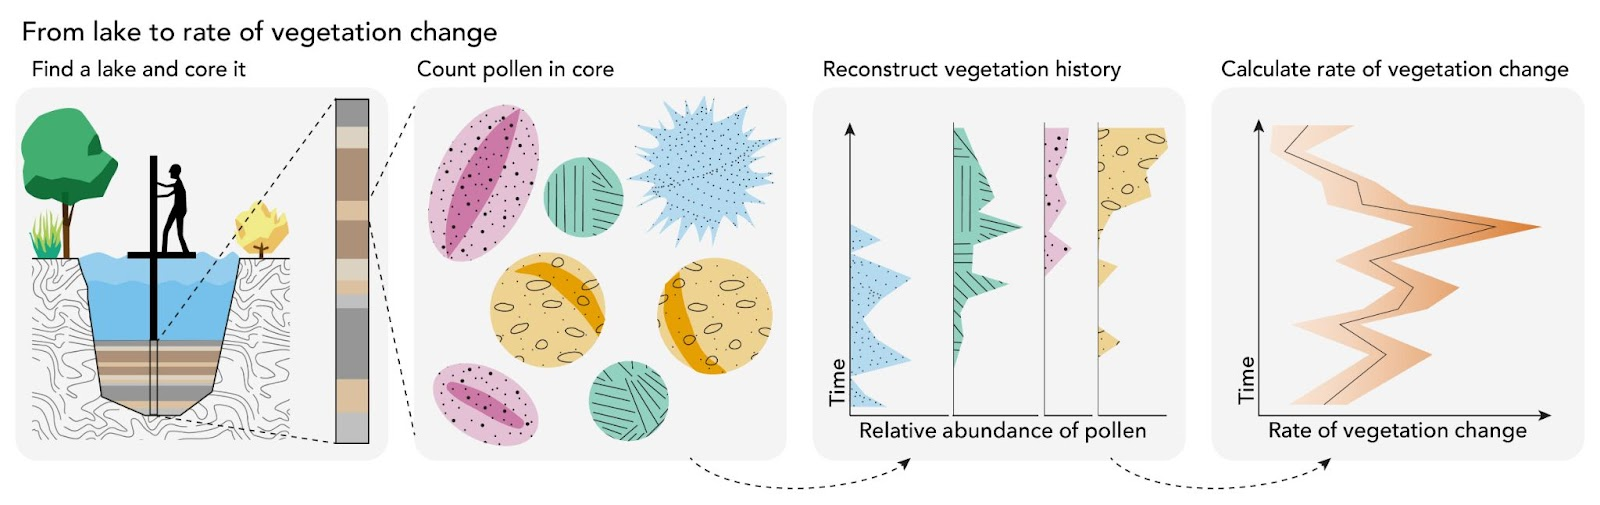 From lake to rate of vegetation change
Find a lake and core it
Count pollen in core
Reconstruct vegetation history
Calculate rate of vegetation change
Time
Relative abundance of pollen
Time
Rate of vegetation change